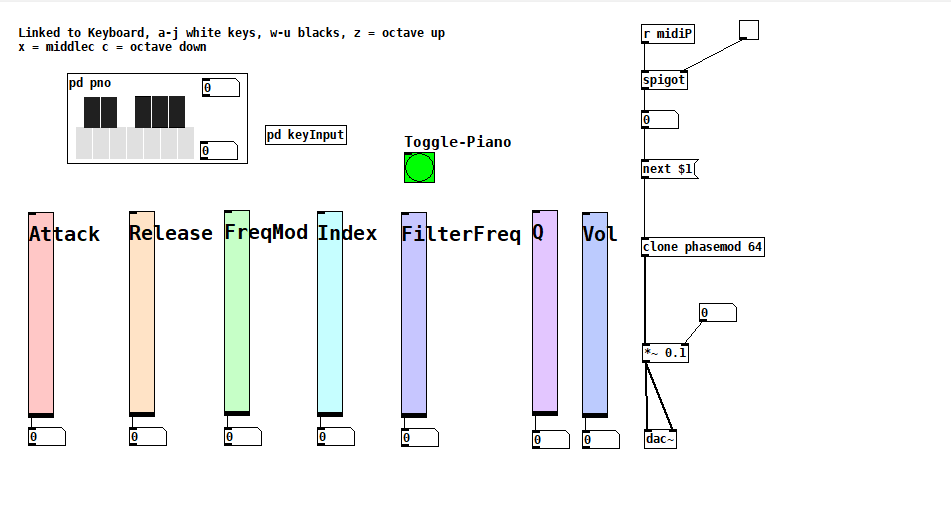 Linked to Keyboard, a-j white keys, w-u blacks, z = octave up
x = middlec c = octave down
r midiP
pd pno
0
spigot
0
0
pd keyInput
Toggle-Piano
next $1
Attack
Release
FreqMod
Index
FilterFreq
Q
Vol
clone phasemod 64
0
*~ 0.1
0
0
0
0
0
0
0
dac~